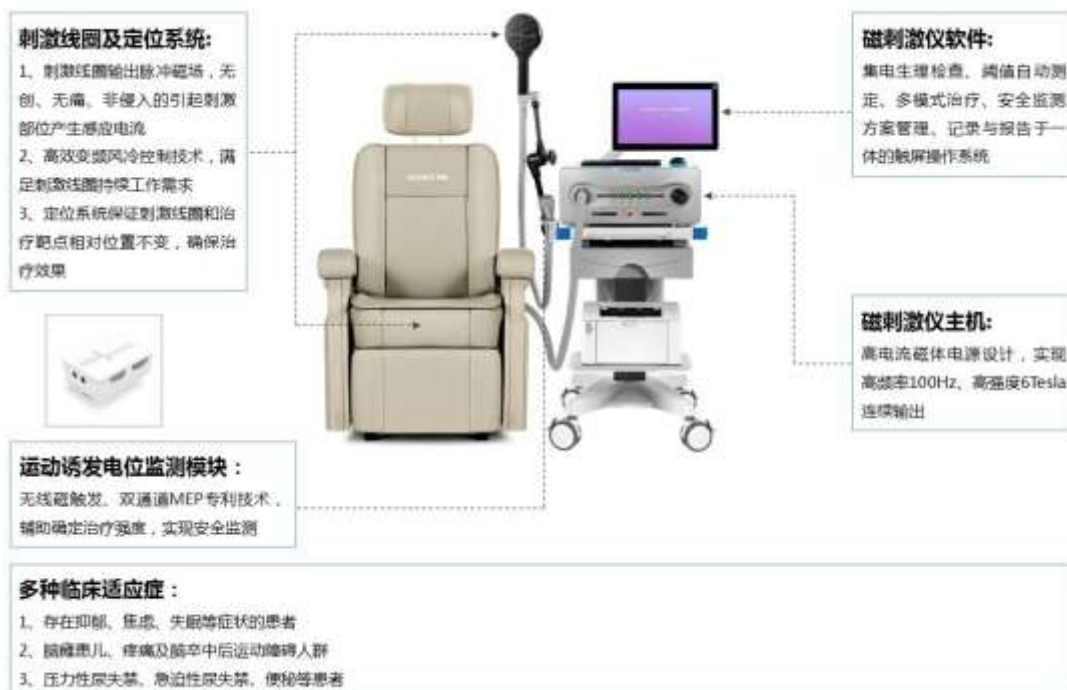 刺激线圈及定位系统:
1、刺激线圈输出脉冲磁场，无
创、无痛、非侵入的引起刺激
部位产生感应电流
2、高效变频风冷控制技术，满
足刺激线圈持续工作需求
3、定位系统保证刺激线圈和治
疗靶点相对位置不变，确保治
疗效果
磁刺激仪软件:
集电生理检查、阈值自动测
定、多模式治疗、安全监测
方案管理、记录与报告于一
体的触屏操作系统
磁刺激仪主机:
高电流磁体电源设计，实现
高频率100Hz、高强度6Tesla
连续输出
运动诱发电位监测模块：
无线磁触发、双通道MEP专利技术，
辅助确定治疗强度，实现安全监测
多种临床适应症：
1、存在抑郁、焦虑、失眠等症状的患者
2、脑瘫患儿、疼痛及脑卒中后运动障碍人群
3、压力性尿失禁、急迫性尿失禁、便秘等患者